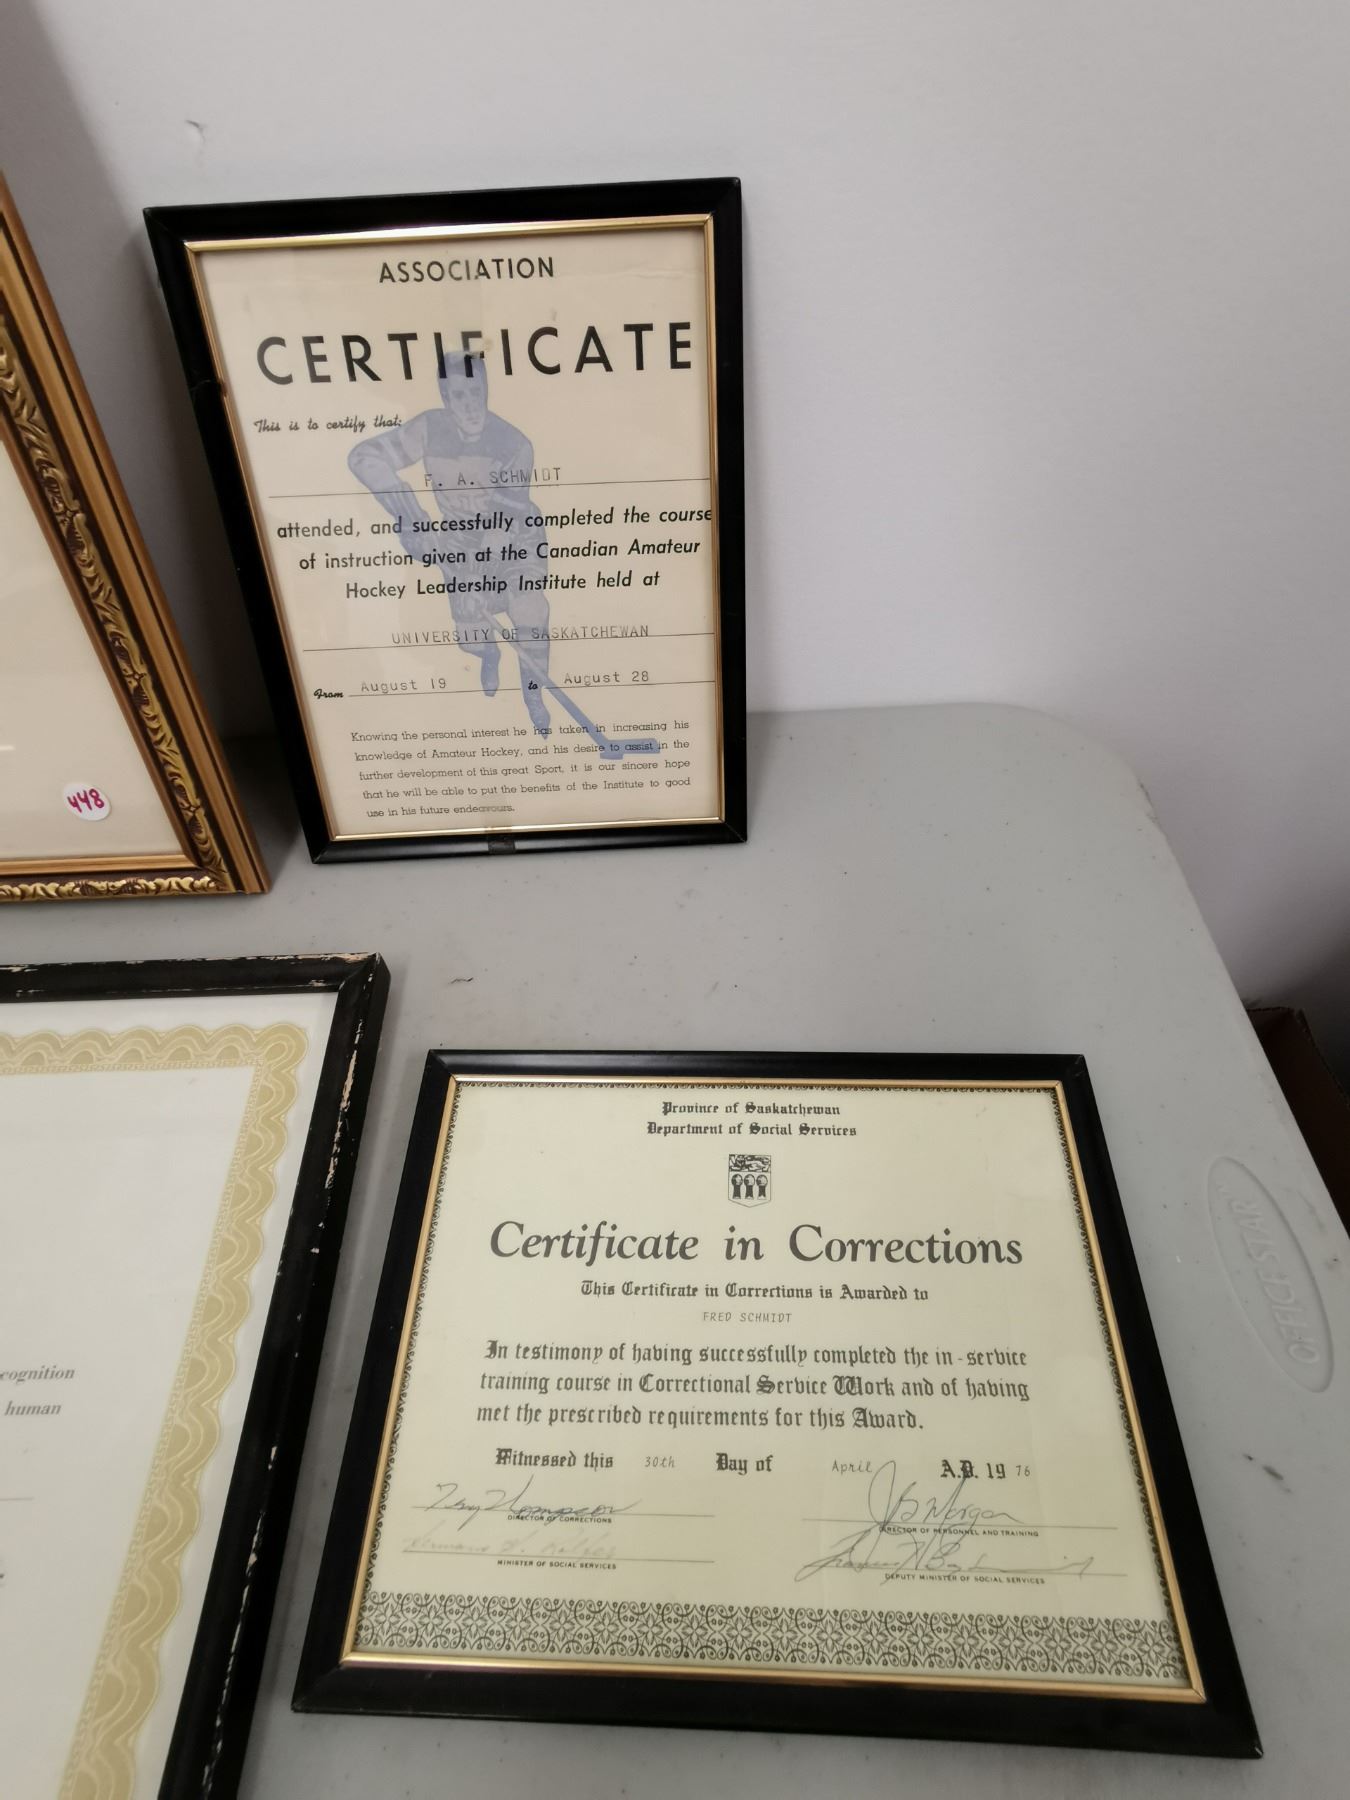 ASSOCIATION
CERTIFICATE
This is to certify that:
F. A. SCHMIDT
attended, and successfully completed the course
of instruction given at the Canadian Amateur
Hockey Leadership Institute held at
UNIVERSITY OF SASKATCHEWAN
From August 19 to August 28
Knowing the personal interest he has taken in increasing his
knowledge of Amateur Hockey, and his desire to assist in the
further development of this great Sport, it is our sincere hope
that he will be able to put the benefits of the Institute to good
use in his future endeavours.
448
ecognition
human
Province of Saskatchewan
Department of Social Services
Certificate in Corrections
This Certificate in Corrections is Awarded to
FRED SCHMIDT
In testimony of having successfully completed the in-service
training course in Correctional Service Work and of having
met the prescribed requirements for this Award.
Witnessed this 30th Day of April A.D. 19 76
Thompson
DIRECTOR OF CORRECTIONS
Morgan
DIRECTOR OF PERSONNEL AND TRAINING
MINISTER OF SOCIAL SERVICES
DEPUTY MINISTER OF SOCIAL SERVICES
OFFICE STAR